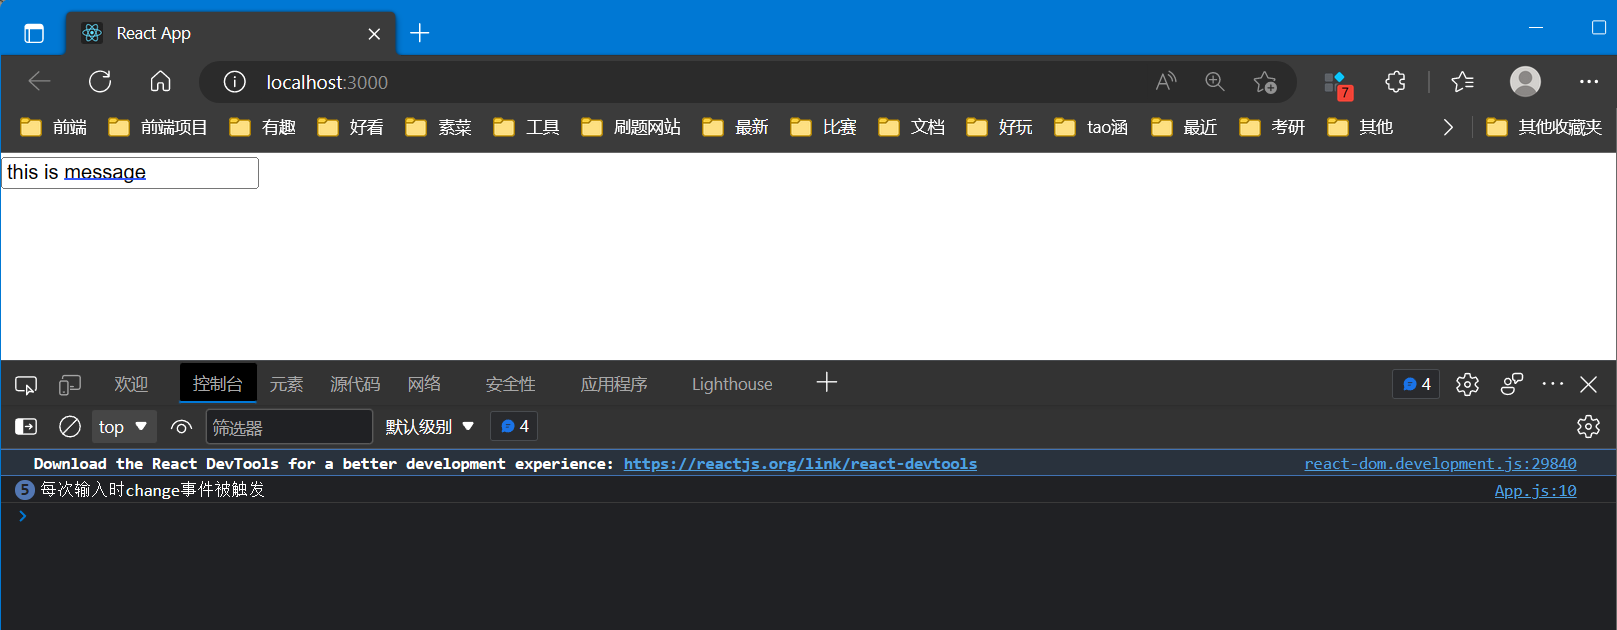 React App
localhost:3000
7
前端 前端项目 有趣 好看 素菜 工具 刷题网站 最新 比赛 文档 好玩 tao涵 最近 考研 其他 其他收藏夹
this is message
欢迎 控制台 元素 源代码 网络 安全性 应用程序 Lighthouse 4
top 筛选器 默认级别 4
Download the React DevTools for a better development experience: https://reactjs.org/link/react-devtools react-dom.development.js:29840
5 每次输入时change事件被触发 App.js:10